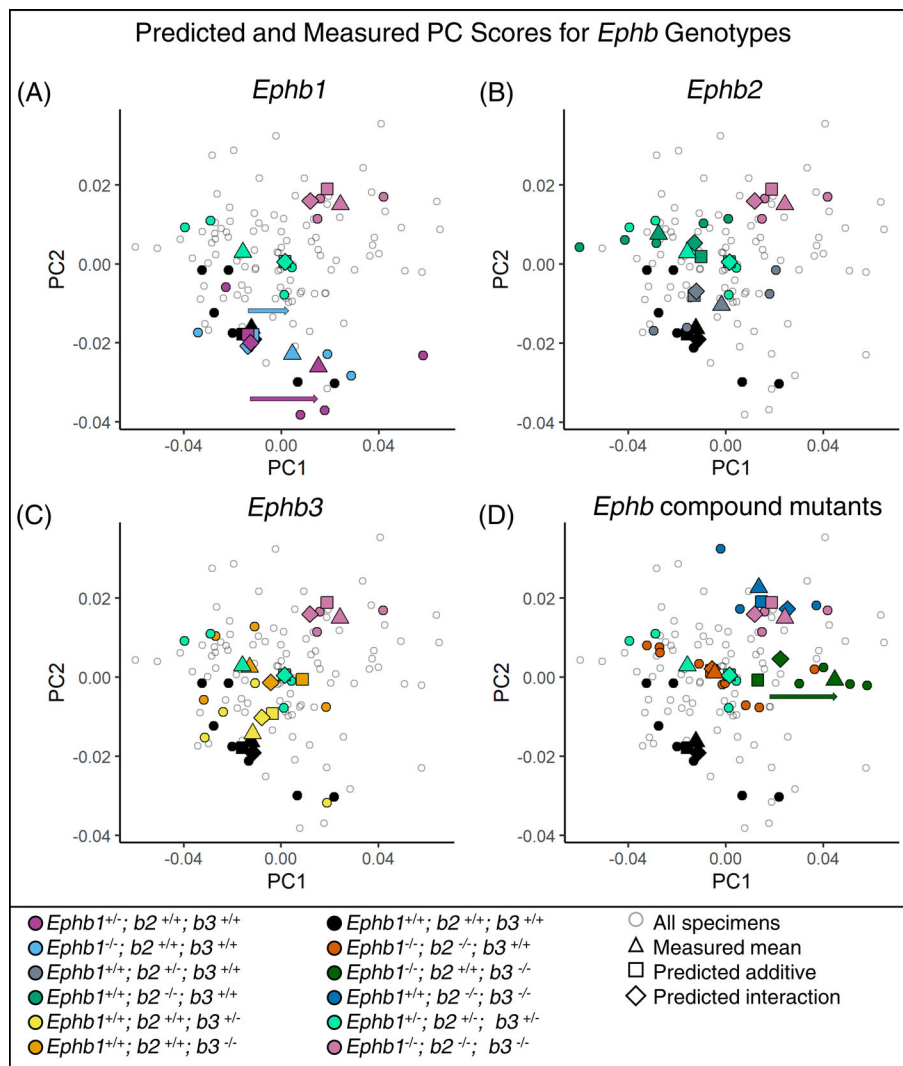 Predicted and Measured PC Scores for Ephb Genotypes
(A) Ephb1
(B) Ephb2
PC2
0.02
0.00
-0.02
-0.04
-0.04 0.00 0.04
PC1
PC2
0.02
0.00
-0.02
-0.04
-0.04 0.00 0.04
PC1
(C) Ephb3
(D) Ephb compound mutants
PC2
0.02
0.00
-0.02
-0.04
-0.04 0.00 0.04
PC1
PC2
0.02
0.00
-0.02
-0.04
-0.04 0.00 0.04
PC1
Ephb1+/-; b2 +/+; b3 +/+
Ephb1-/-; b2 +/+; b3 +/+
Ephb1+/+; b2 +/-; b3 +/+
Ephb1+/+; b2 -/-; b3 +/+
Ephb1+/+; b2 +/+; b3 +/-
Ephb1+/+; b2 +/+; b3 -/-
Ephb1+/+; b2 +/+; b3 +/+
Ephb1-/-; b2 -/-; b3 +/+
Ephb1-/-; b2 +/+; b3 -/-
Ephb1+/+; b2 -/-; b3 -/-
Ephb1+/-; b2 +/-; b3 +/-
Ephb1-/-; b2 -/-; b3 -/-
All specimens
Measured mean
Predicted additive
Predicted interaction